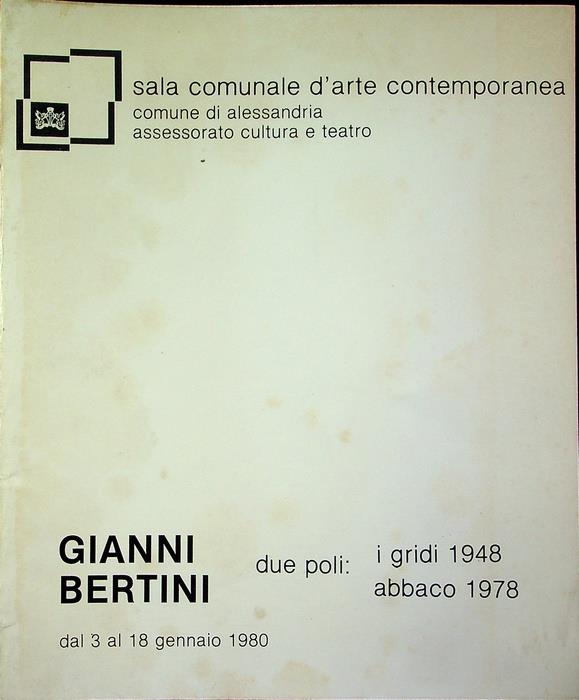 sala comunale d'arte contemporanea
comune di alessandria
assessorato cultura e teatro
GIANNI
BERTINI
due poli:
i gridi 1948
abbaco 1978
dal 3 al 18 gennaio 1980